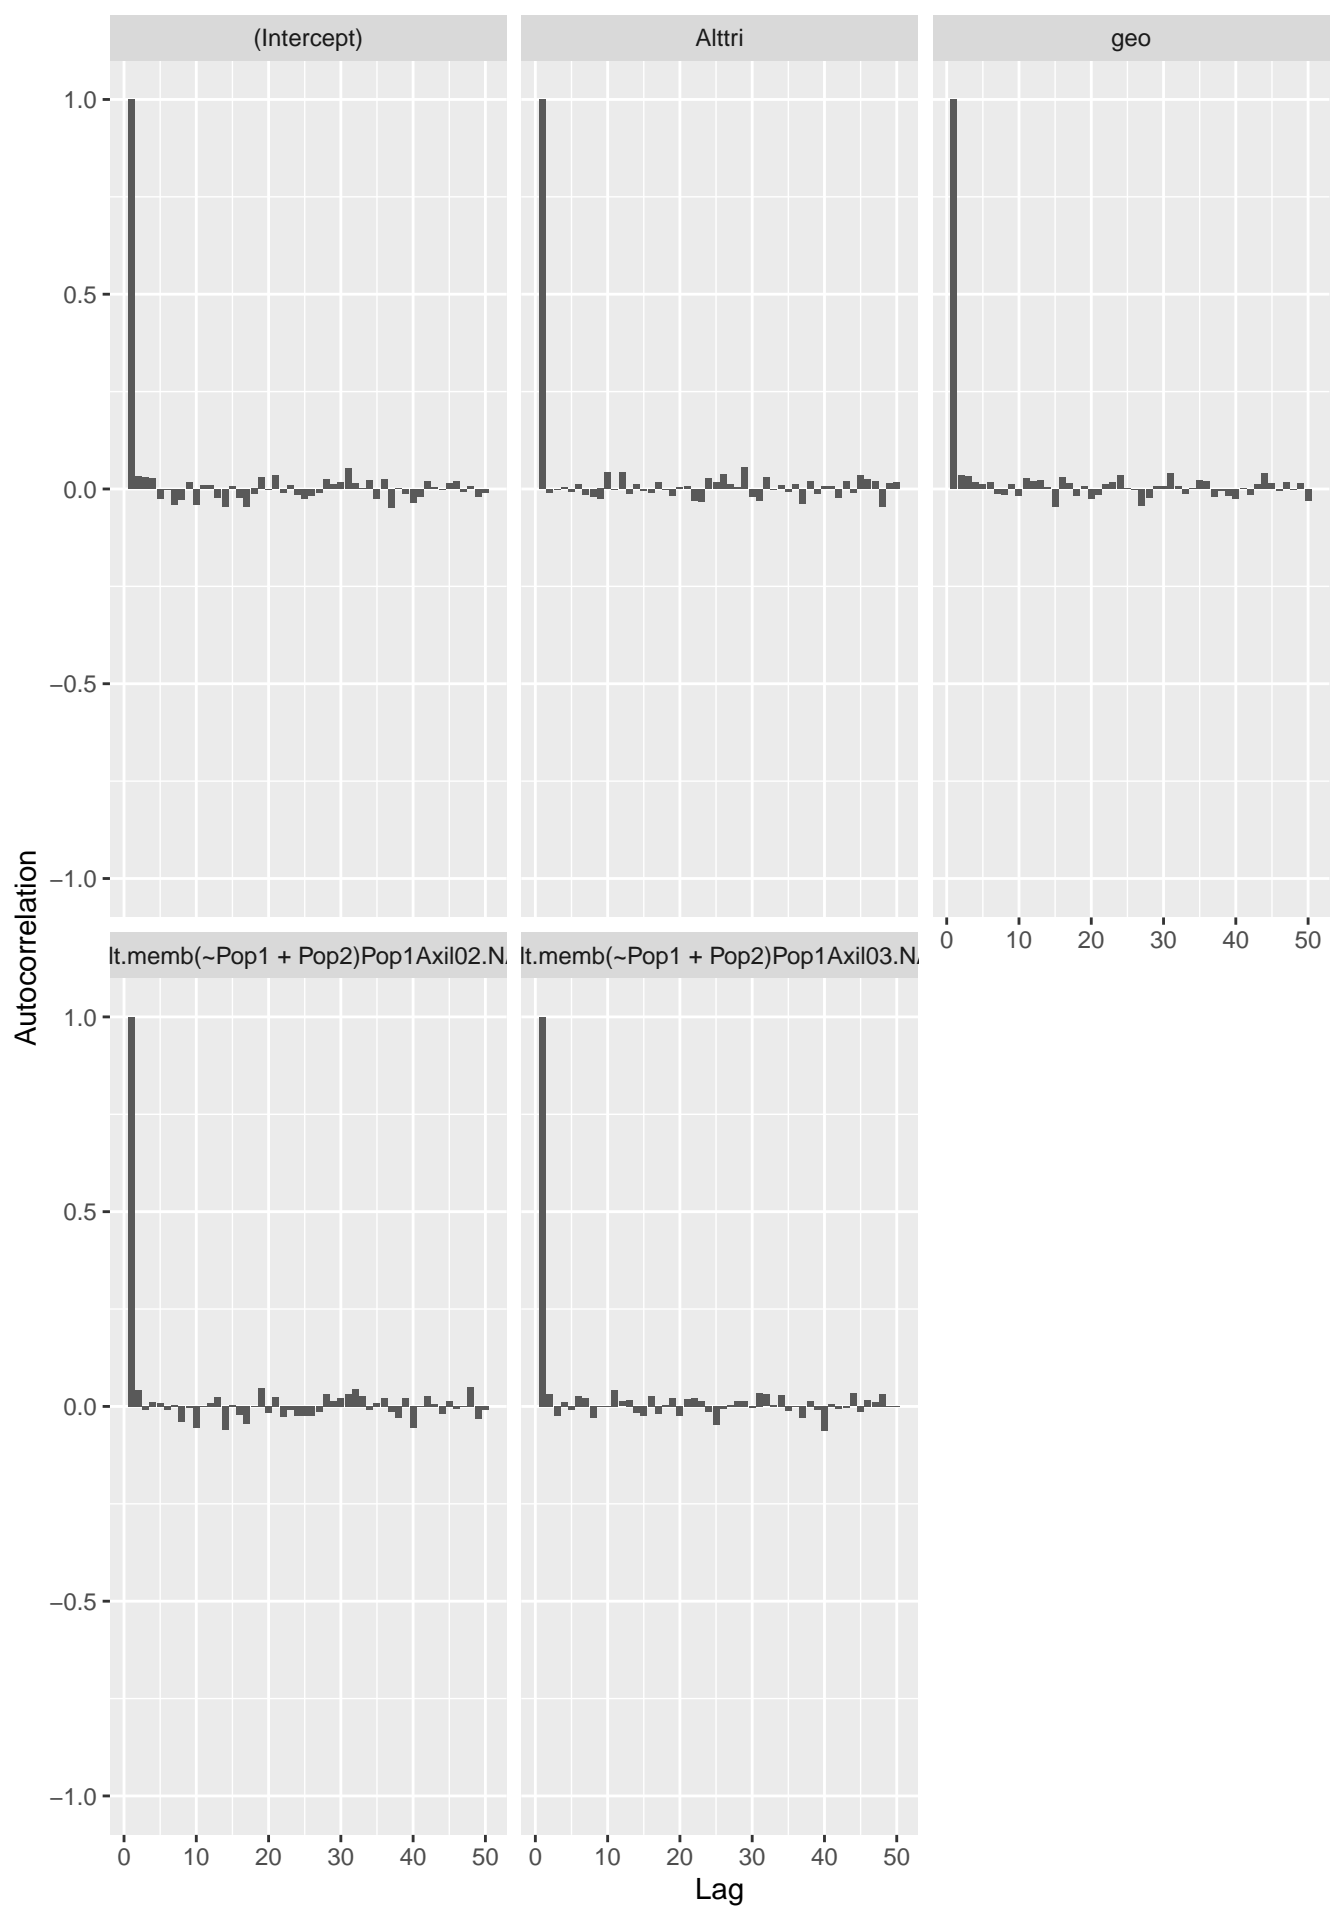 (Intercept) Alttri geo
1.0
0.5
0.0
−0.5
−1.0
0 10 20 30 40 50
lt.memb(~Pop1 + Pop2)Pop1Axil02.N lt.memb(~Pop1 + Pop2)Pop1Axil03.N
1.0
0.5
0.0
−0.5
−1.0
0 10 20 30 40 50 0 10 20 30 40 50
Lag
Autocorrelation